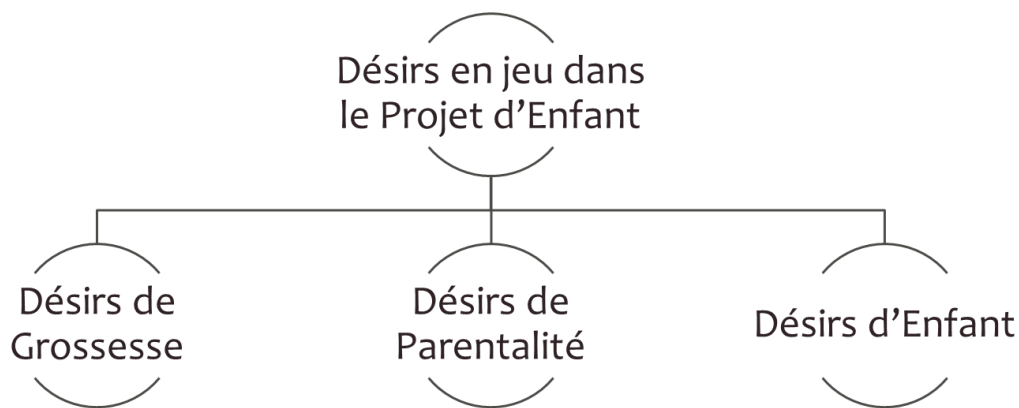 Désirs en jeu dans
le Projet d’Enfant
Désirs de
Grossesse
Désirs de
Parentalité
Désirs d’Enfant